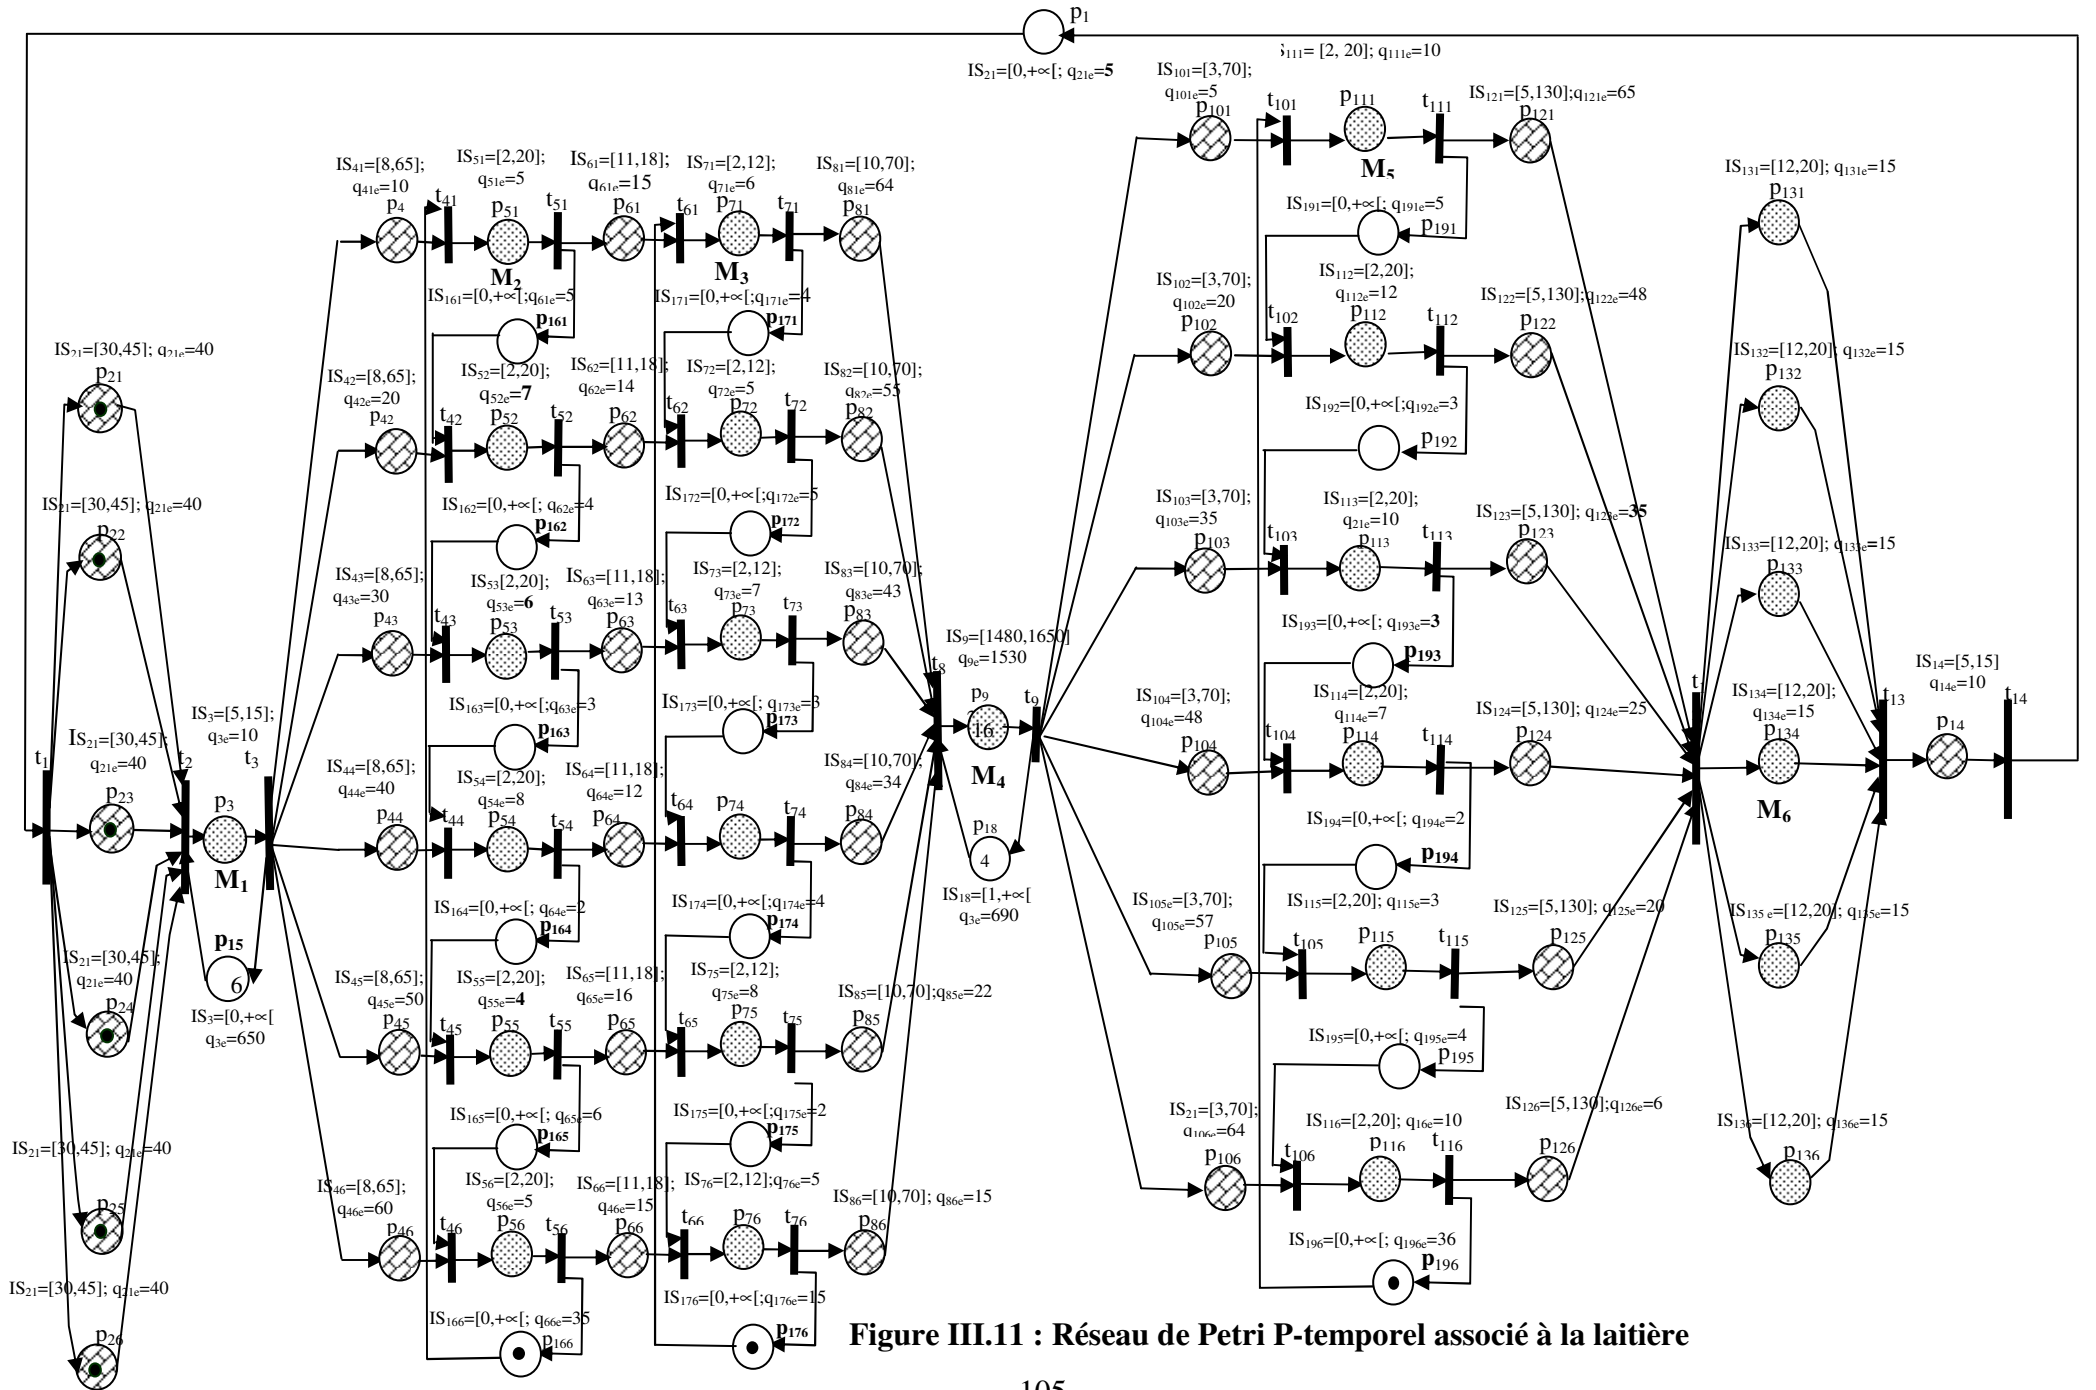 p1
IS21=[0,+∝[; q21e=5
IS21=[30,45]; q21e=40
p21
IS21=[30,45]; q21e=40
p22
IS21=[30,45];
q21e=40
p23
t1
t2
IS21=[30,45];
q21e=40
p24
IS21=[30,45]; q21e=40
p25
IS21=[30,45]; q21e=40
p26
IS3=[5,15];
q3e=10
t3
p3
M1
p15
6
IS3=[0,+∝[
q3e=650
IS41=[8,65];
q41e=10
p4
t41
IS51=[2,20];
q51e=5
p51
t51
M2
IS61=[11,18];
q61e=15
p61
t61
IS71=[2,12];
q71e=6
p71
t71
M3
IS81=[10,70];
q81e=64
p81
IS161=[0,+∝[;q61e=5
p161
IS171=[0,+∝[;q171e=4
p171
IS42=[8,65];
q42e=20
p42
t42
IS52=[2,20];
q52e=7
p52
t52
IS62=[11,18];
q62e=14
p62
t62
IS72=[2,12];
q72e=5
p72
t72
IS82=[10,70];
q82e=55
p82
IS162=[0,+∝[; q62e=4
p162
IS172=[0,+∝[;q172e=5
p172
IS43=[8,65];
q43e=30
p43
t43
IS53[2,20];
q53e=6
p53
t53
IS63=[11,18];
q63e=13
p63
t63
IS73=[2,12];
q73e=7
p73
t73
IS83=[10,70];
q83e=43
p83
IS163=[0,+∝[;q63e=3
p163
IS173=[0,+∝[; q173e=3
p173
IS44=[8,65];
q44e=40
p44
t44
IS54=[2,20];
q54e=8
p54
t54
IS64=[11,18];
q64e=12
p64
t64
p74
t74
IS84=[10,70];
q84e=34
p84
IS164=[0,+∝[; q64e=2
p164
IS174=[0,+∝[;q174e=4
p174
IS45=[8,65];
q45e=50
p45
t45
IS55=[2,20];
q55e=4
p55
t55
IS65=[11,18];
q65e=16
p65
t65
IS75=[2,12];
q75e=8
p75
t75
IS85=[10,70];q85e=22
p85
IS165=[0,+∝[; q65e=6
p165
IS175=[0,+∝[;q175e=2
p175
IS46=[8,65];
q46e=60
p46
t46
IS56=[2,20];
q56e=5
p56
t56
IS66=[11,18];
q46e=15
p66
t66
IS76=[2,12];q76e=5
p76
t76
IS86=[10,70]; q86e=15
p86
IS166=[0,+∝[; q66e=35
p166
IS176=[0,+∝[;q176e=15
p176
t8
IS9=[1480,1650]
q9e=1530
p9
16
t9
M4
p18
4
IS18=[1,+∝[
q3e=690
IS101=[3,70];
q101e=5
p101
t101
S111= [2, 20]; q111e=10
p111
t111
M5
IS121=[5,130];q121e=65
p121
IS191=[0,+∝[; q191e=5
p191
IS102=[3,70];
q102e=20
p102
t102
IS112=[2,20];
q112e=12
p112
t112
IS122=[5,130];q122e=48
p122
IS192=[0,+∝[;q192e=3
p192
IS103=[3,70];
q103e=35
p103
t103
IS113=[2,20];
q21e=10
p113
t113
IS123=[5,130]; q123e=35
p123
IS193=[0,+∝[; q193e=3
p193
IS104=[3,70];
q104e=48
p104
t104
IS114=[2,20];
q114e=7
p114
t114
IS124=[5,130]; q124e=25
p124
IS194=[0,+∝[; q194e=2
p194
IS105e=[3,70];
q105e=57
p105
t105
IS115=[2,20]; q115e=3
p115
t115
IS125=[5,130]; q125e=20
p125
IS195=[0,+∝[; q195e=4
p195
IS21=[3,70];
q106e=64
p106
t106
IS116=[2,20]; q16e=10
p116
t116
IS126=[5,130];q126e=6
p126
IS196=[0,+∝[; q196e=36
p196
t1
IS131=[12,20]; q131e=15
p131
IS132=[12,20]; q132e=15
p132
IS133=[12,20]; q133e=15
p133
IS134=[12,20];
q134e=15
p134
M6
IS135 e=[12,20]; q135e=15
p135
IS136=[12,20]; q136e=15
p136
t13
IS14=[5,15]
q14e=10
p14
t14
Figure III.11 : Réseau de Petri P-temporel associé à la laitière
105